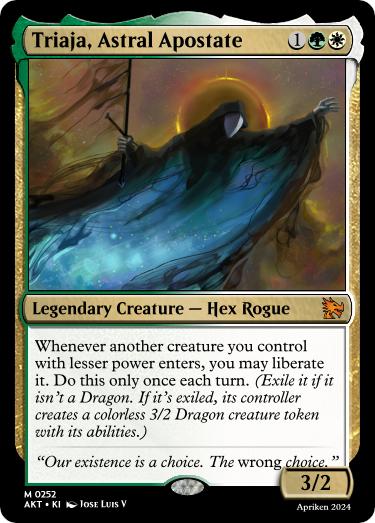 Triaja, Astral Apostate 1
Legendary Creature — Hex Rogue
Whenever another creature you control
with lesser power enters, you may liberate
it. Do this only once each turn. (Exile it if it
isn't a Dragon. If it's exiled, its controller
creates a colorless 3/2 Dragon creature token
with its abilities.)
“Our existence is a choice. The wrong choice.”
3/2
M 0252
AKT • KI Jose Luis V
Apriken 2024